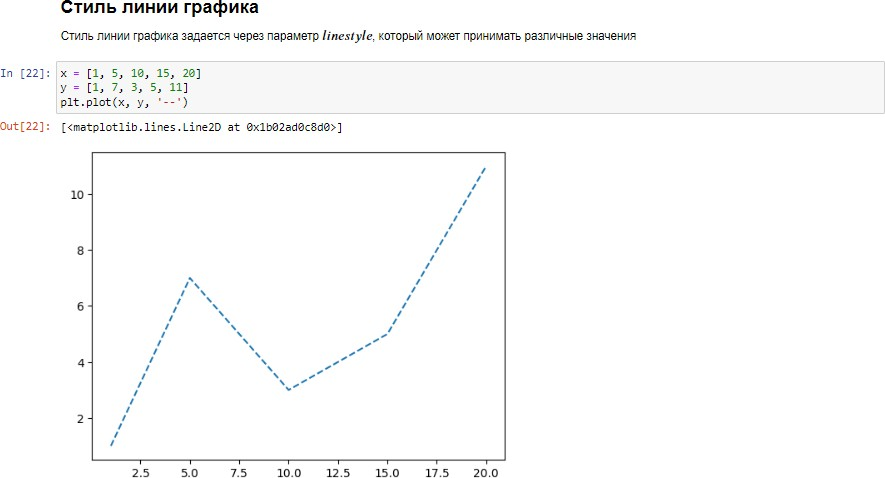 Стиль линии графика
Стиль линии графика задается через параметр linestyle, который может принимать различные значения
In [22]: x = [1, 5, 10, 15, 20]
y = [1, 7, 3, 5, 11]
plt.plot(x, y, '--')
Out[22]: [<matplotlib.lines.Line2D at 0x1b02ad0c8d0>]
10
8
6
4
2
2.5 5.0 7.5 10.0 12.5 15.0 17.5 20.0